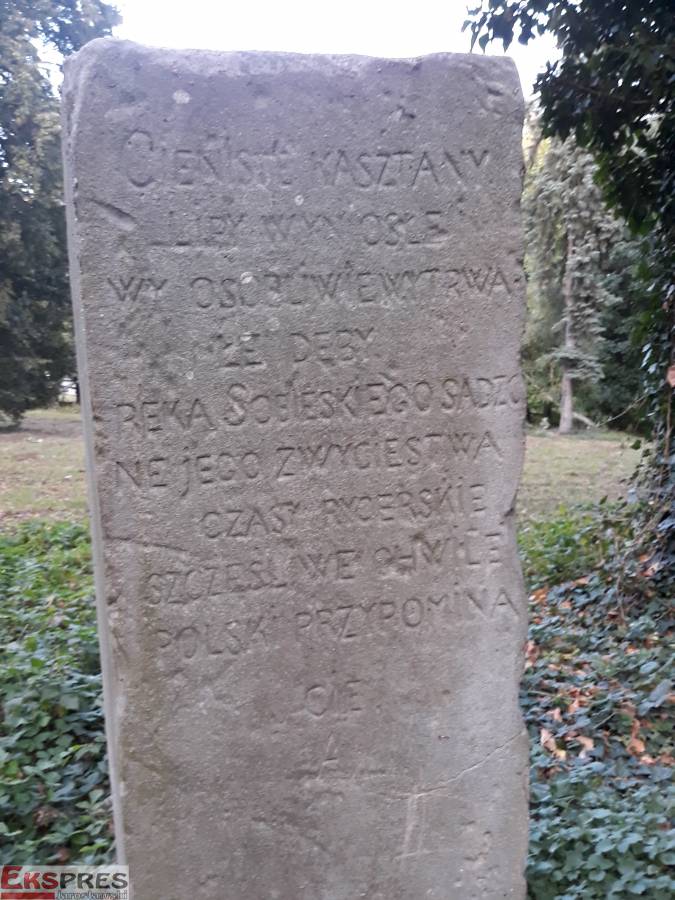 CIENISTE KASZTANY
LIPY WYNIOSŁE
WY OSOBLIWIE WYTRWA-
ŁE DĘBY
RĘKĄ SOBIESKIEGO SADZO
NE JEGO ZWYCIĘSTWA
CZASY RYCERSKIE
SZCZĘŚLIWE CHWILE
POLSKI PRZYPOMINA
CIE
A
EKSPRES
Jarosławski